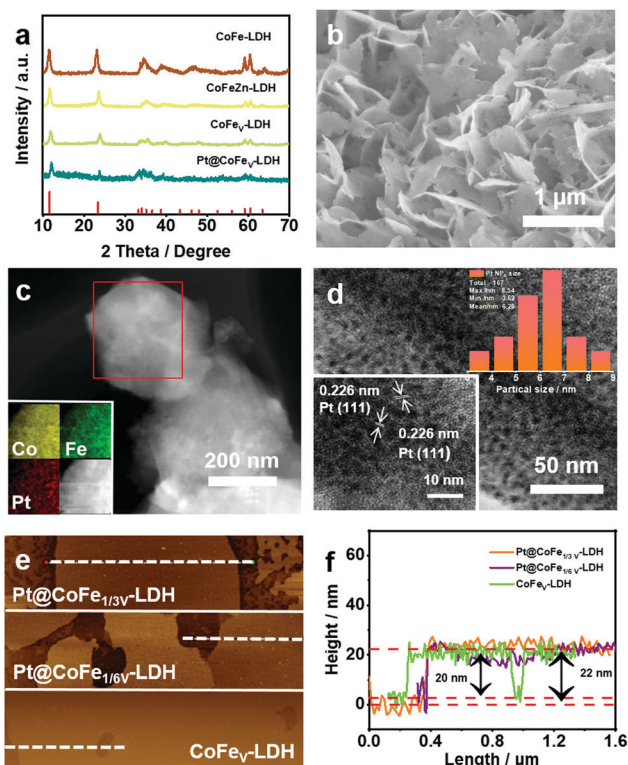 a
CoFe-LDH
CoFeZn-LDH
CoFeV-LDH
Pt@CoFeV-LDH
Intensity / a.u.
10 20 30 40 50 60 70
2 Theta / Degree
b
1 µm
c
Co Fe
Pt
200 nm
d
Pt NPs size
Total 167
Max./nm 8.54
Min./nm 3.62
Mean/nm 6.28
4 5 6 7 8 9
Partical size / nm
0.226 nm
Pt (111)
0.226 nm
Pt (111)
10 nm
50 nm
e
Pt@CoFe1/3V-LDH
Pt@CoFe1/6V-LDH
CoFeV-LDH
f
Pt@CoFe1/3 V-LDH
Pt@CoFe1/6 V-LDH
CoFeV-LDH
Height / nm
60
40
20
0
20 nm
22 nm
0.0 0.4 0.8 1.2 1.6
Length / µm